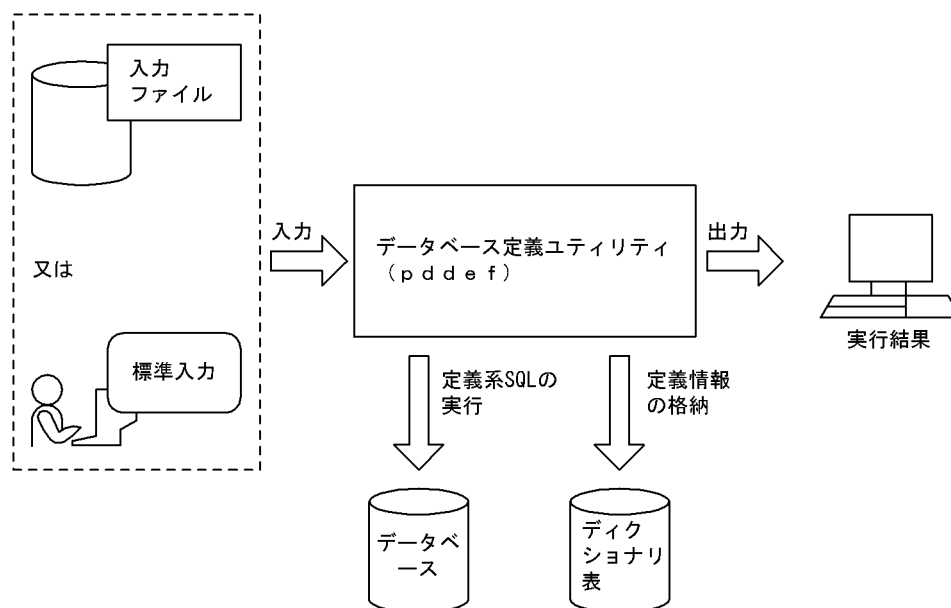 入力
ファイル
又は
標準入力
入力
データベース定義ユティリティ
（ｐｄｄｅｆ）
出力
実行結果
定義系SQLの
実行
定義情報
の格納
データベ
ース
ディク
ショナリ
表